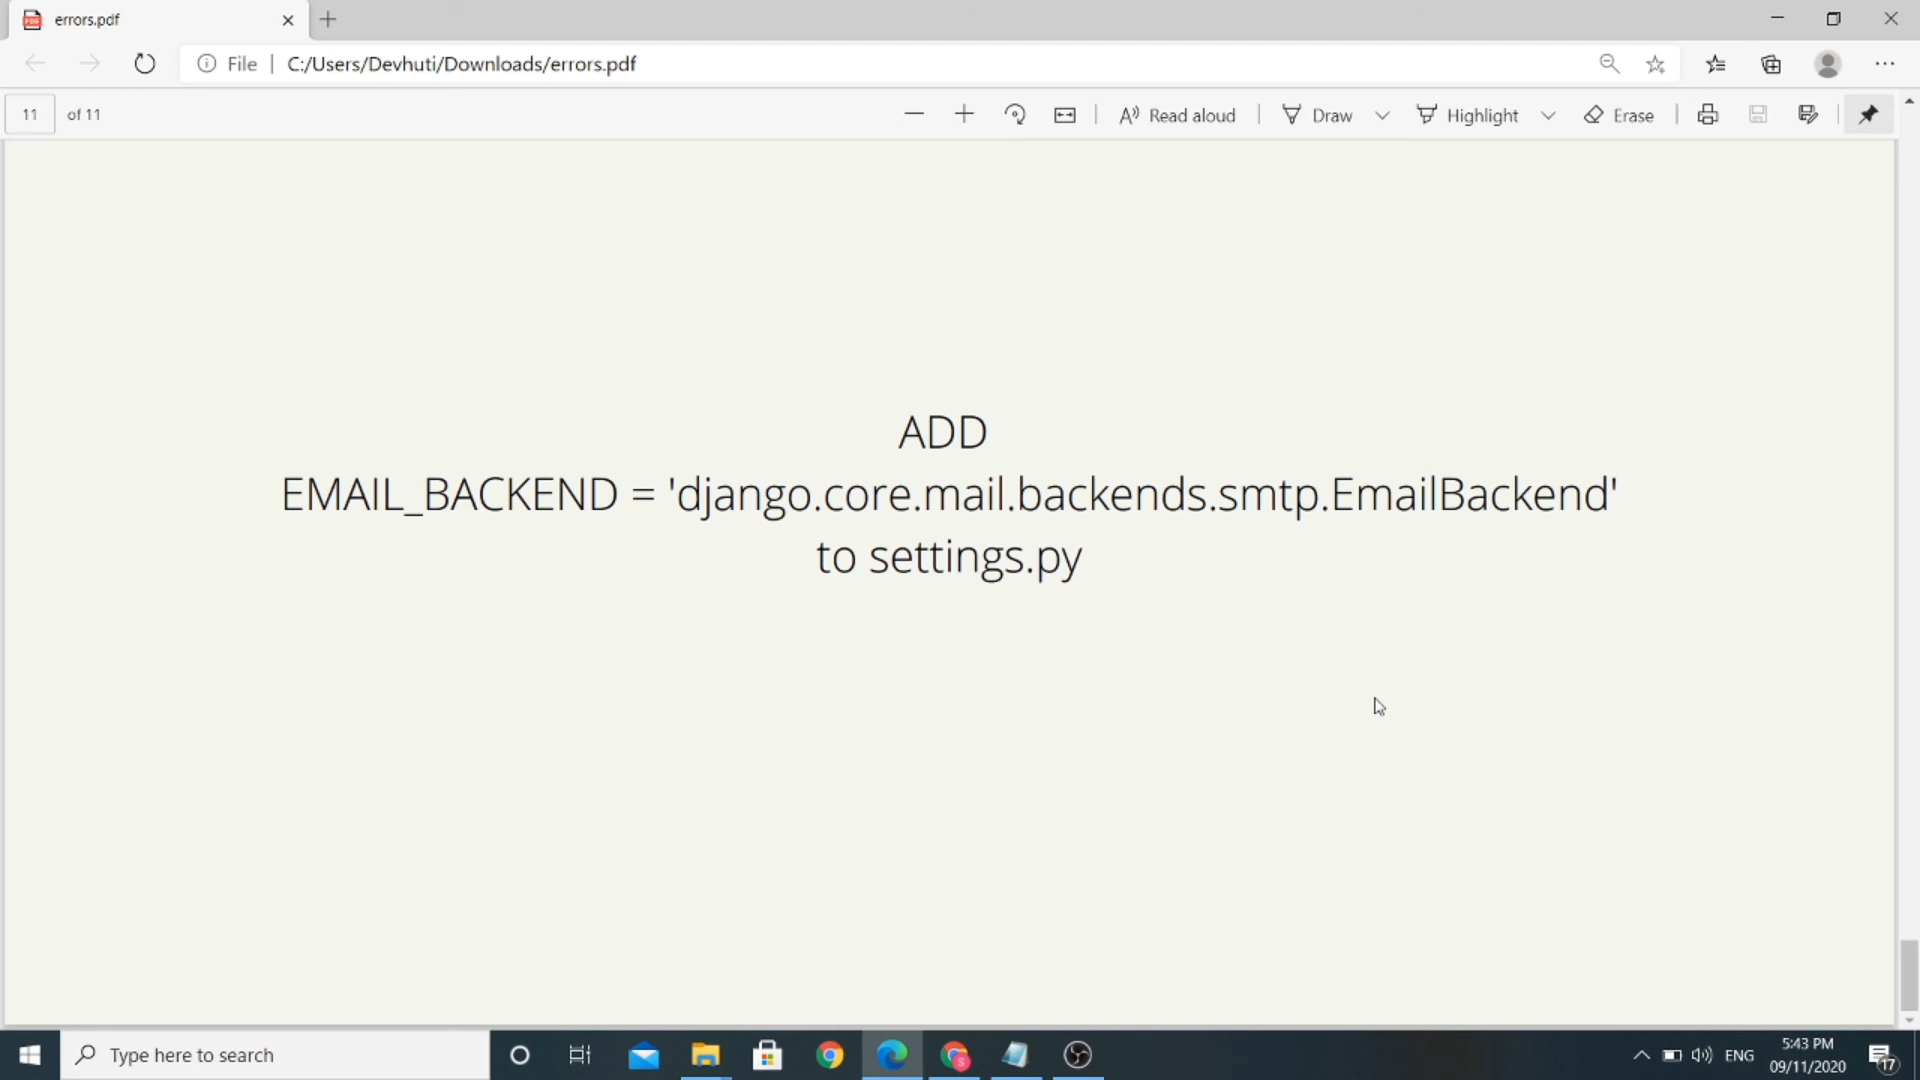 errors.pdf
File | C:/Users/Devhuti/Downloads/errors.pdf
11 of 11
Read aloud
Draw
Highlight
Erase
ADD
EMAIL_BACKEND = 'django.core.mail.backends.smtp.EmailBackend'
to settings.py
Type here to search
ENG
5:43 PM
09/11/2020
17